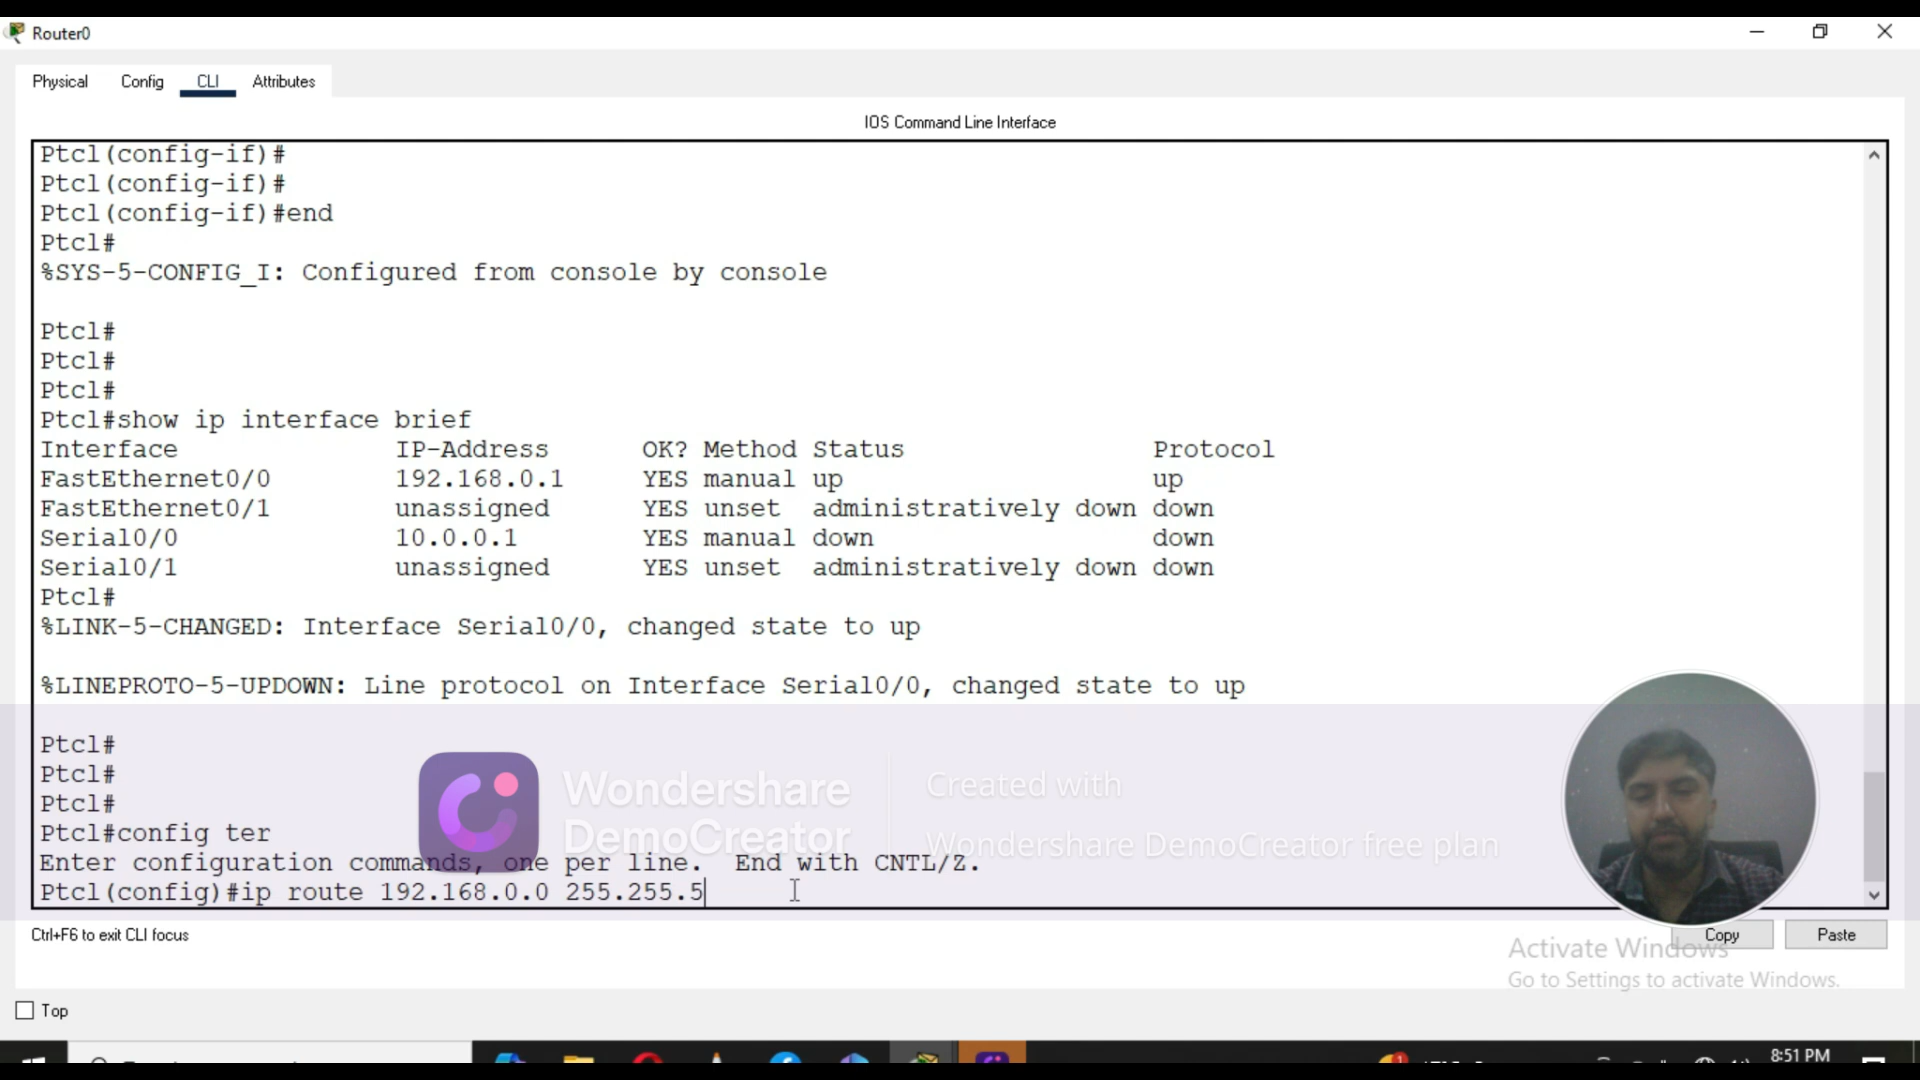 Router0
Physical Config CLI Attributes
IOS Command Line Interface
Ptcl(config-if)#
Ptcl(config-if)#
Ptcl(config-if)#end
Ptcl#
%SYS-5-CONFIG_I: Configured from console by console
Ptcl#
Ptcl#
Ptcl#
Ptcl#show ip interface brief
Interface IP-Address OK? Method Status Protocol
FastEthernet0/0 192.168.0.1 YES manual up up
FastEthernet0/1 unassigned YES unset administratively down down
Serial0/0 10.0.0.1 YES manual down down
Serial0/1 unassigned YES unset administratively down down
Ptcl#
%LINK-5-CHANGED: Interface Serial0/0, changed state to up
%LINEPROTO-5-UPDOWN: Line protocol on Interface Serial0/0, changed state to up
Ptcl#
Ptcl#
Ptcl#
Ptcl#config ter
Enter configuration commands, one per line. End with CNTL/Z.
Ptcl(config)#ip route 192.168.0.0 255.255.5
Wondershare
DemoCreator
Created with
Wondershare DemoCreator free plan
Ctrl+F6 to exit CLI focus
Copy Paste
Activate Windows
Go to Settings to activate Windows.
Top
8:51 PM